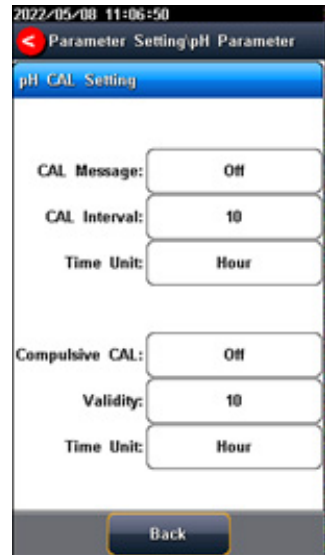 2022/05/08 11:06:50
< Parameter Setting\pH Parameter
pH CAL Setting
CAL Message: Off
CAL Interval: 10
Time Unit: Hour
Compulsive CAL: Off
Validity: 10
Time Unit: Hour
Back